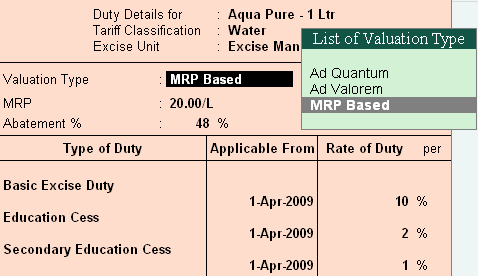 Duty Details for : Aqua Pure - 1 Ltr
Tariff Classification : Water
Excise Unit : Excise Man
List of Valuation Type
Ad Quantum
Ad Valorem
MRP Based
Valuation Type : MRP Based
MRP : 20.00/L
Abatement % : 48 %
Type of Duty Applicable From Rate of Duty per
Basic Excise Duty
1-Apr-2009 10 %
Education Cess
1-Apr-2009 2 %
Secondary Education Cess
1-Apr-2009 1 %